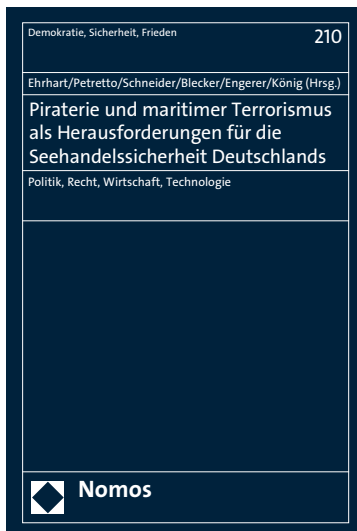 Demokratie, Sicherheit, Frieden 210
Ehrhart/Petretto/Schneider/Blecker/Engerer/König (Hrsg.)
Piraterie und maritimer Terrorismus
als Herausforderungen für die
Seehandelssicherheit Deutschlands
Politik, Recht, Wirtschaft, Technologie
Nomos